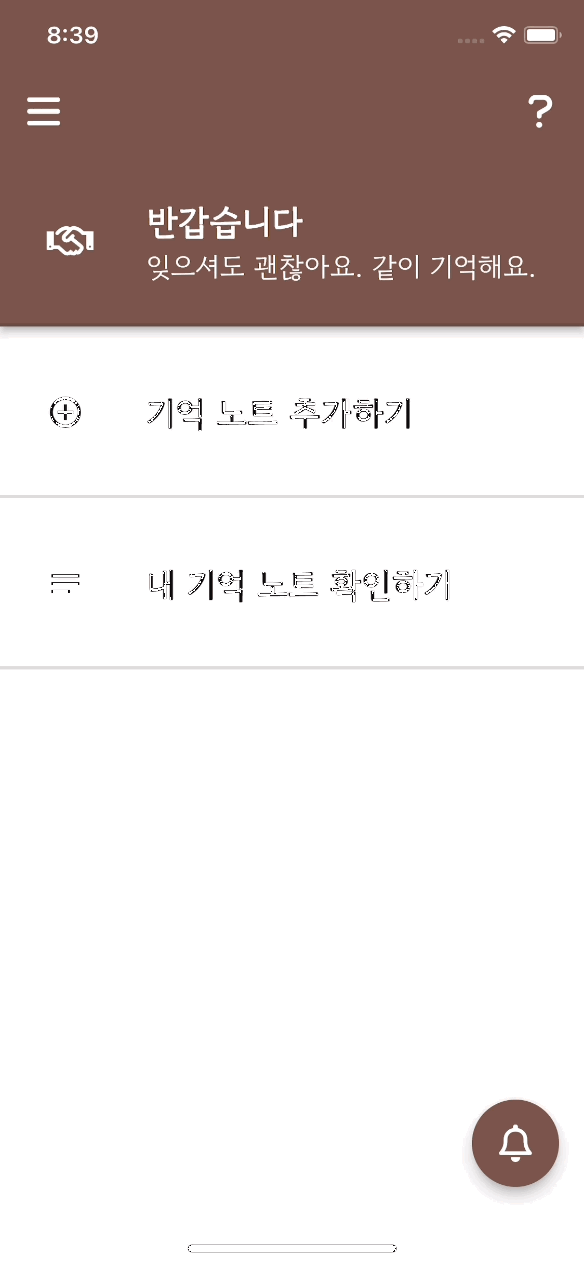 8:39
반갑습니다
잊으셔도 괜찮아요. 같이 기억해요.
기억 노트 추가하기
내 기억 노트 확인하기